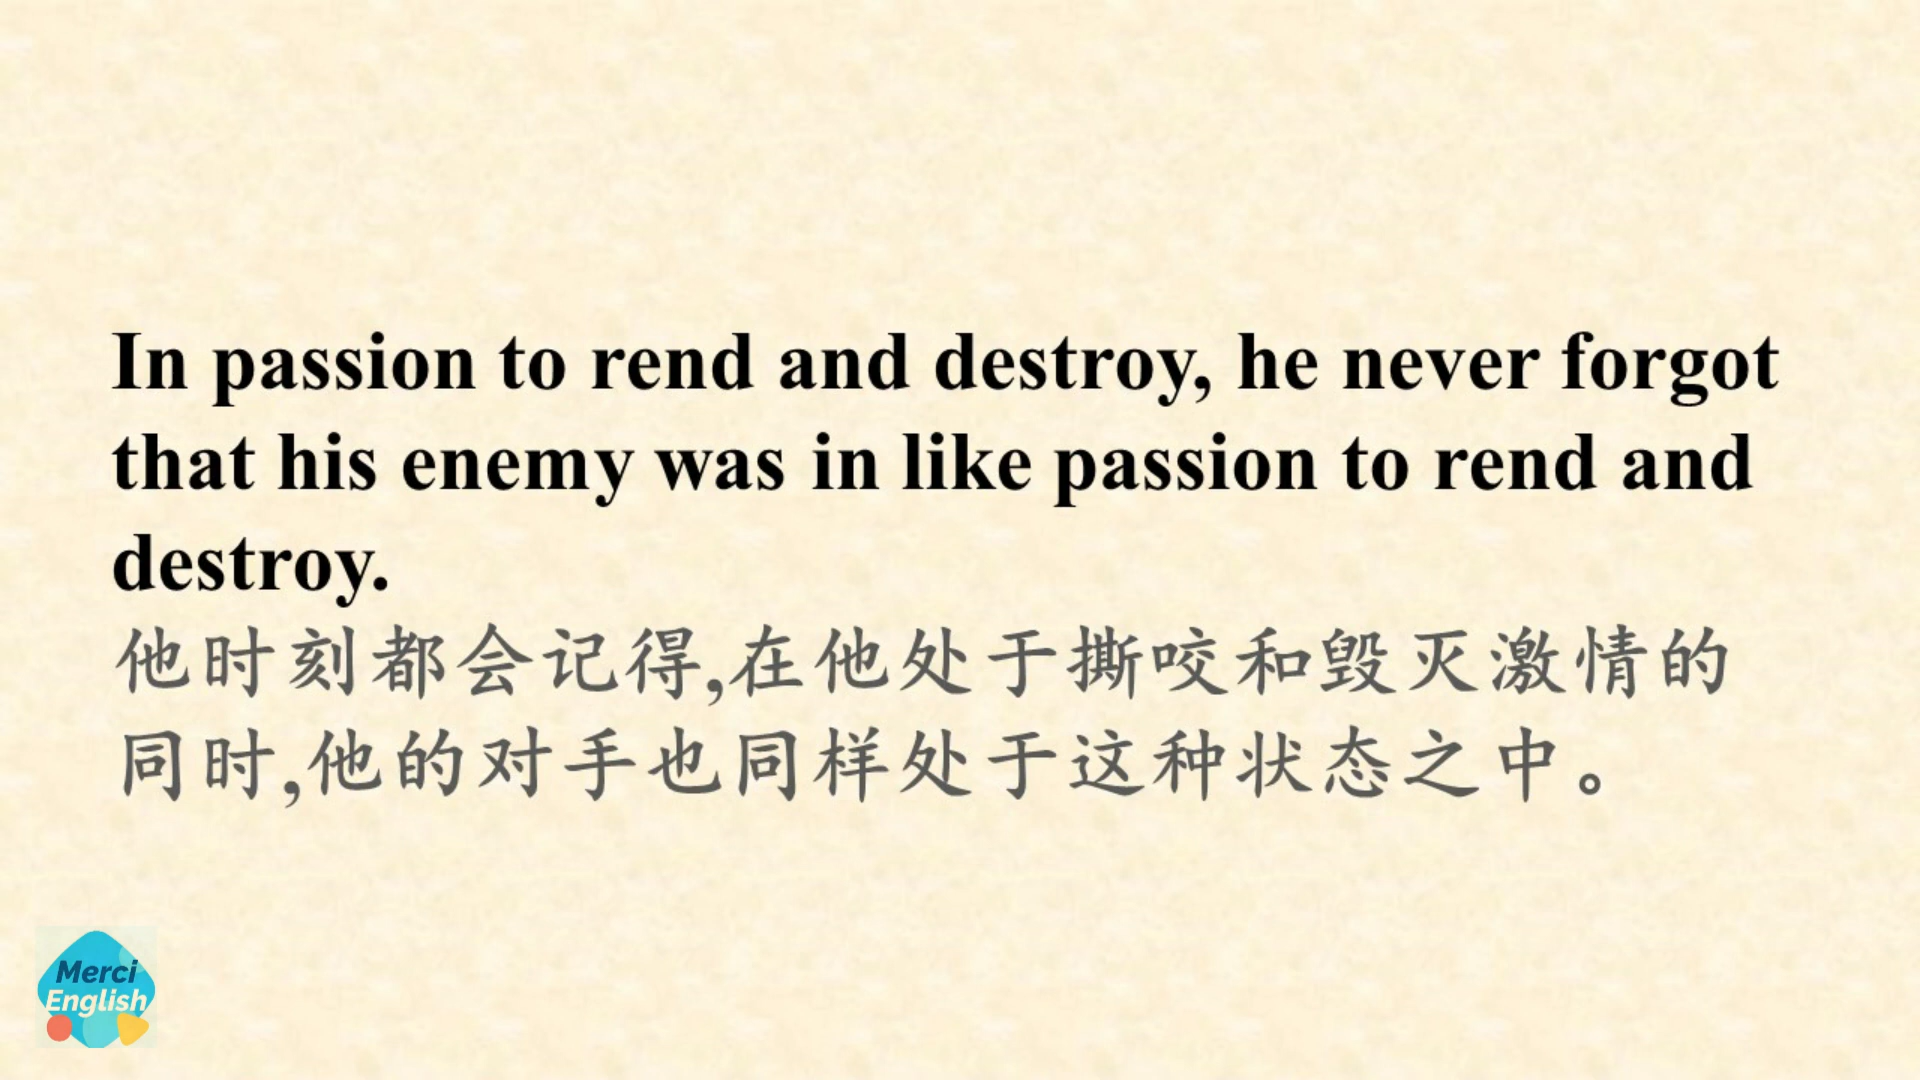 In passion to rend and destroy, he never forgot
that his enemy was in like passion to rend and
destroy.
他时刻都会记得,在他处于撕咬和毁灭激情的
同时,他的对手也同样处于这种状态之中。
Merci
English